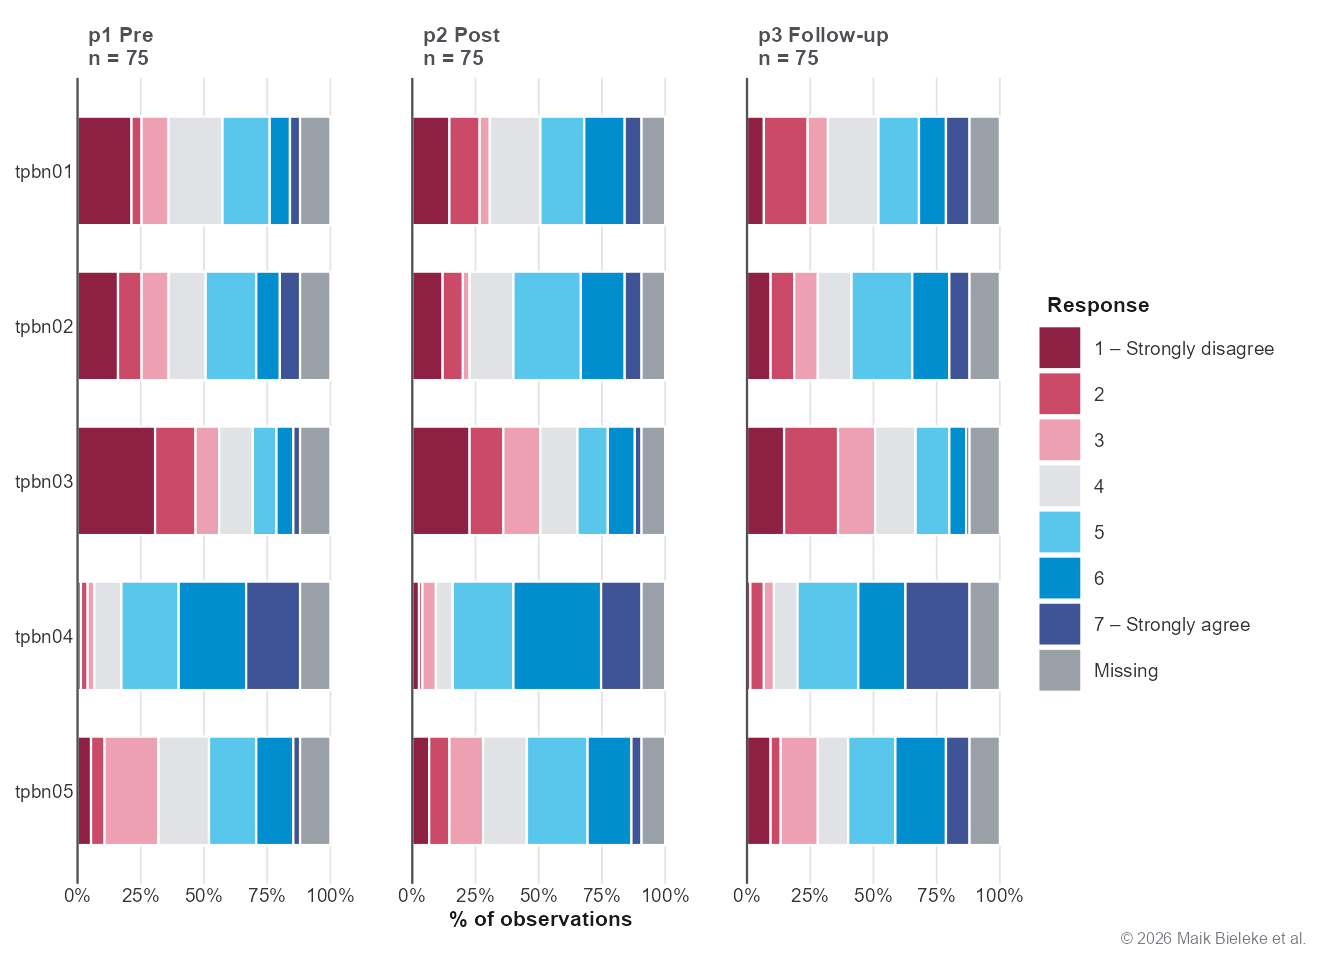 p1 Pre
n = 75
p2 Post
n = 75
p3 Follow-up
n = 75
tpbn01
tpbn02
tpbn03
tpbn04
tpbn05
0% 25% 50% 75% 100%
0% 25% 50% 75% 100%
0% 25% 50% 75% 100%
% of observations
Response
1 – Strongly disagree
2
3
4
5
6
7 – Strongly agree
Missing
© 2026 Maik Bieleke et al.